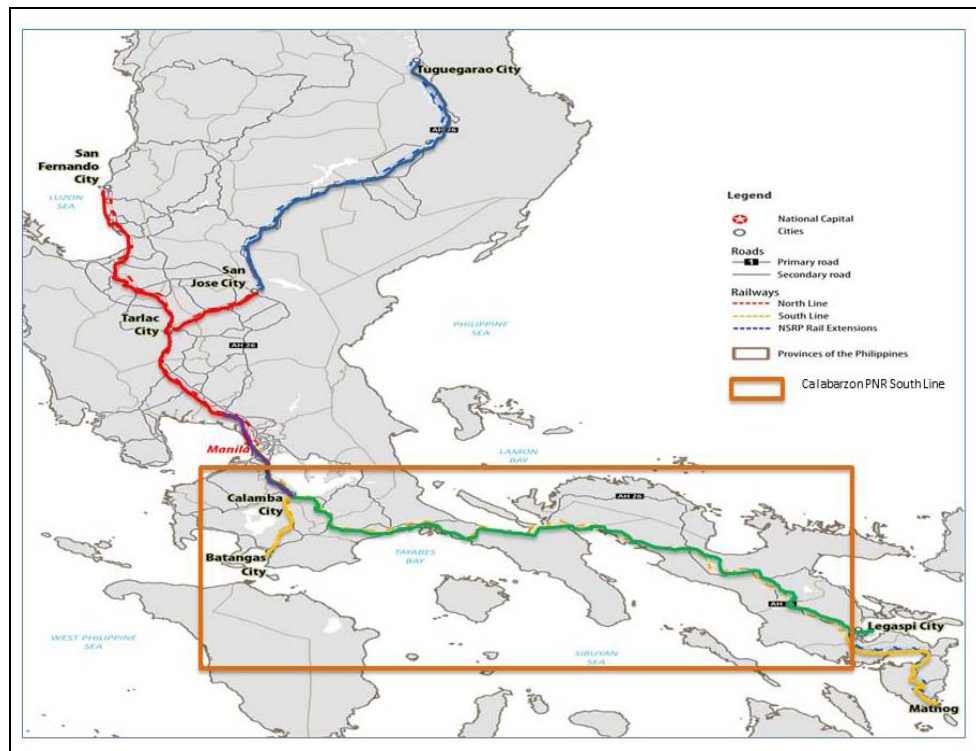 Tuguegarao City
AH 26
San
Fernando
City
LUZON
SEA
San
Jose City
Tarlac
City
AH 26
PHILIPPINE
SEA
Legend
National Capital
Cities
Roads
1
Primary road
Secondary road
Railways
North Line
South Line
NSRP Rail Extensions
Provinces of the Philippines
Calabarzon PNR South Line
Manila
LAMON
BAY
Calamba
City
AH 26
Batangas
City
TAYABES
BAY
Legaspi City
WEST PHILIPPINE
SEA
SIBUYAN
SEA
Matnog